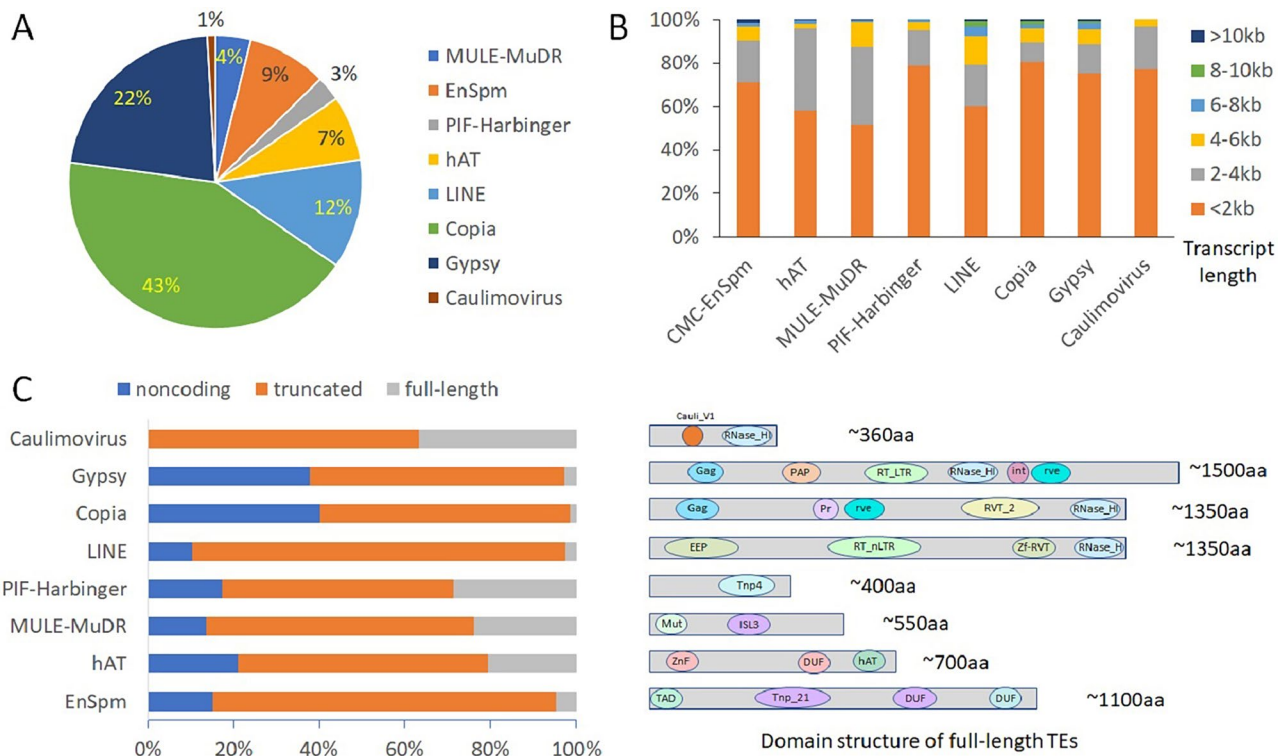 A
1%
4%
9%
3%
7%
12%
43%
22%
MULE-MuDR
EnSpm
PIF-Harbinger
hAT
LINE
Copia
Gypsy
Caulimovirus
B
100%
80%
60%
40%
20%
0%
CMC-EnSpm
hAT
MULE-MuDR
PIF-Harbinger
LINE
Copia
Gypsy
Caulimovirus
>10kb
8-10kb
6-8kb
4-6kb
2-4kb
<2kb
Transcript
length
C
noncoding truncated full-length
Caulimovirus
Gypsy
Copia
LINE
PIF-Harbinger
MULE-MuDR
hAT
EnSpm
0% 20% 40% 60% 80% 100%
Cauli_V1
RNase_HI ~360aa
Gag PAP RT_LTR RNase_HI int rve ~1500aa
Gag Pr rve RVT_2 RNase_HI ~1350aa
EEP RT_nLTR Zf-RVT RNase_H ~1350aa
Tnp4 ~400aa
Mut ISL3 ~550aa
ZnF DUF hAT ~700aa
TAD Tnp_21 DUF DUF ~1100aa
Domain structure of full-length TEs